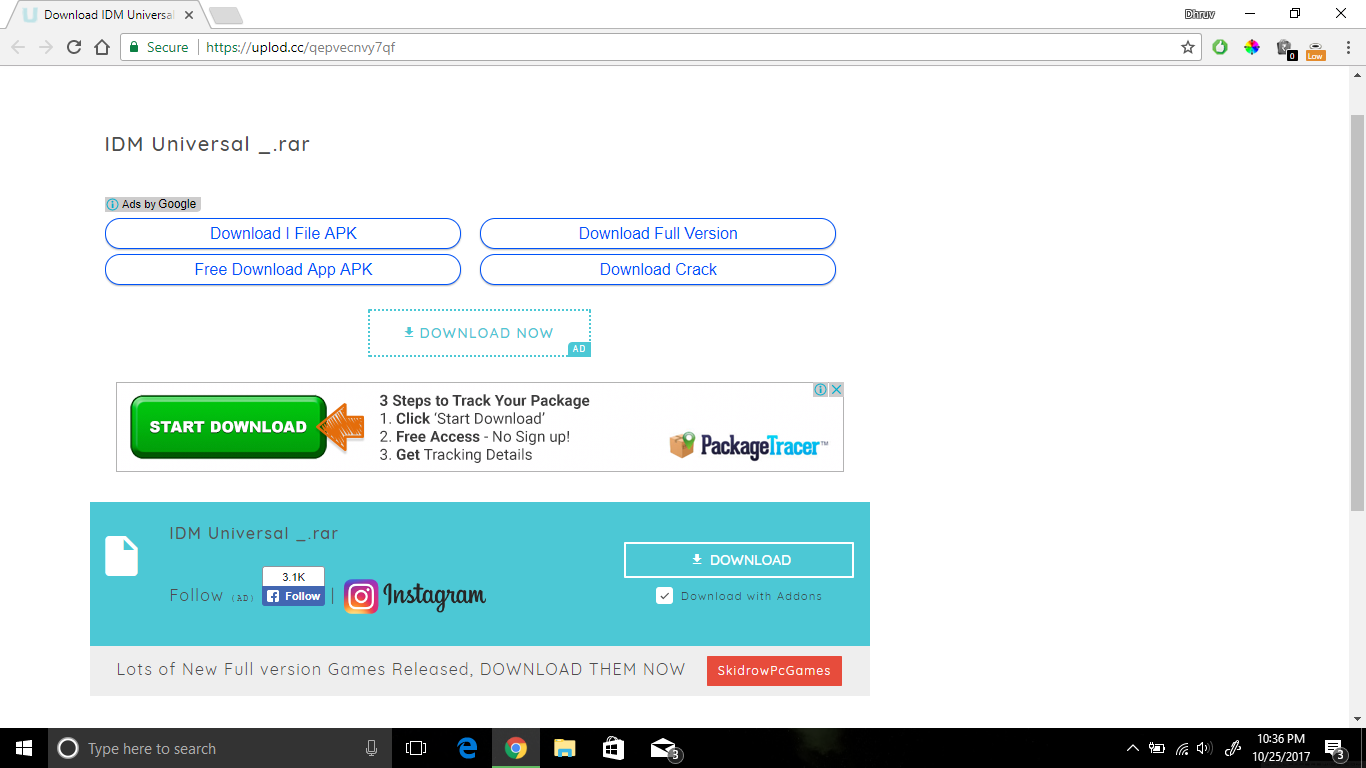 Download IDM Universal
Dhruv
Secure
https://uplod.cc/qepvecnvy7qf
0
Low
IDM Universal _.rar
Ads by Google
Download | File APK
Download Full Version
Free Download App APK
Download Crack
DOWNLOAD NOW
AD
START DOWNLOAD
3 Steps to Track Your Package
1. Click ‘Start Download’
2. Free Access - No Sign up!
3. Get Tracking Details
PackageTracer™
IDM Universal _.rar
DOWNLOAD
Download with Addons
Follow (AD)
3.1K
Follow
|
Instagram
Lots of New Full version Games Released, DOWNLOAD THEM NOW
SkidrowPcGames
Type here to search
3
10:36 PM
10/25/2017
3